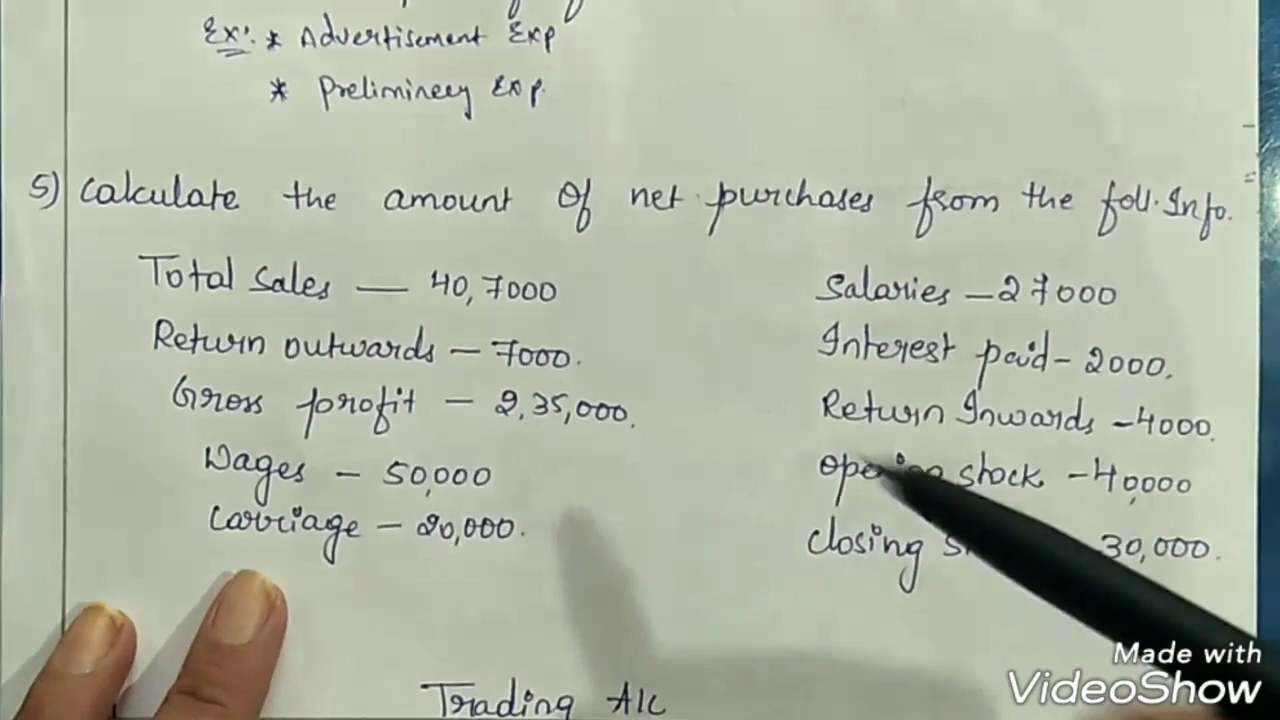 Ex:- * Advertisement Exp
* Prelimineey Exp.
5) Calculate the amount of net purchases from the foll. Info.
Total Sales — 40,7000
Return outwards — 7000.
Gross profit — 2,35,000.
Wages — 50,000
Carriage — 20,000.
Salaries — 27000
Interest paid - 2000.
Return Inwards - 4000.
opening stock - 40,000
closing 30,000.
Trading A/C
Made with
VideoShow